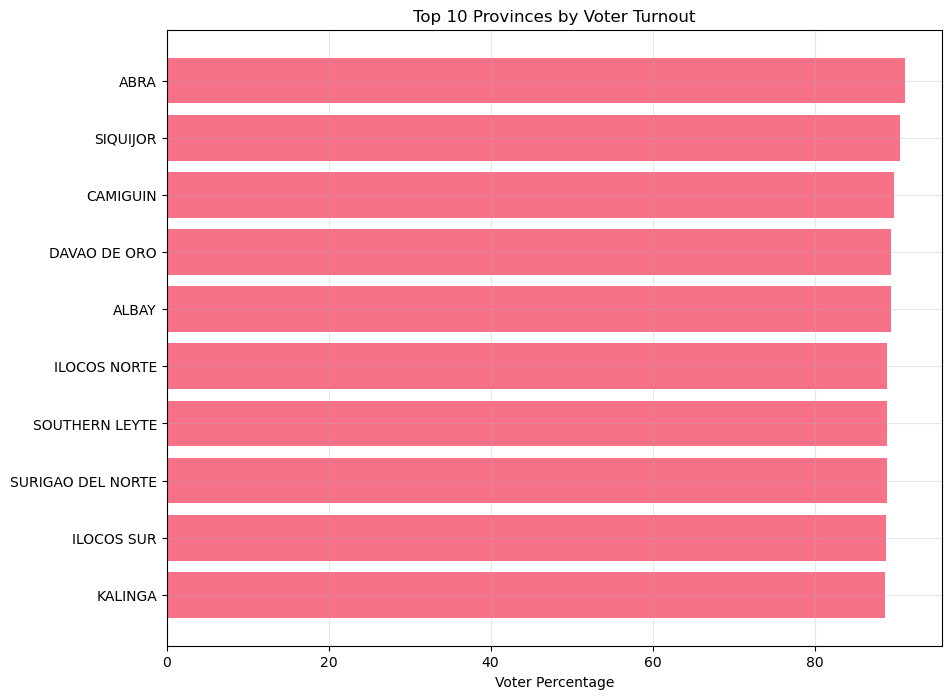 Top 10 Provinces by Voter Turnout
ABRA
SIQUIJOR
CAMIGUIN
DAVAO DE ORO
ALBAY
ILOCOS NORTE
SOUTHERN LEYTE
SURIGAO DEL NORTE
ILOCOS SUR
KALINGA
0 20 40 60 80
Voter Percentage